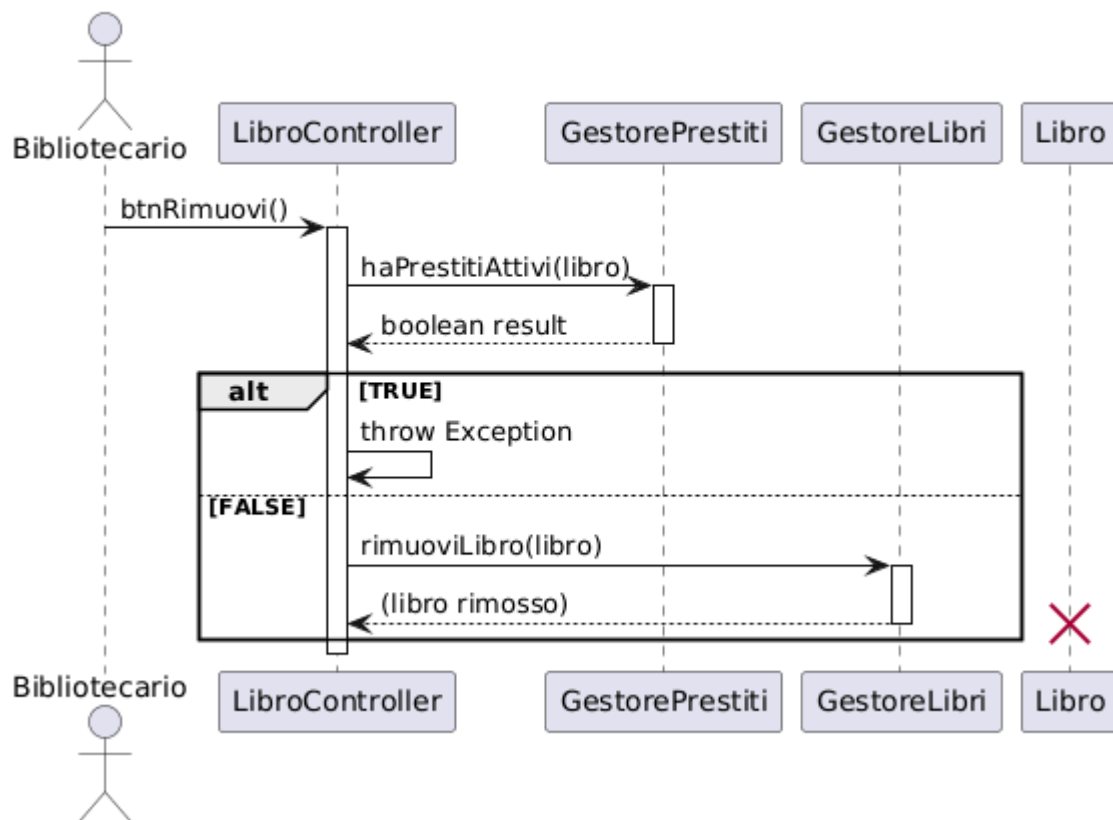 Bibliotecario
LibroController
GestorePrestiti
GestoreLibri
Libro
btnRimuovi()
haPrestitiAttivi(libro)
boolean result
alt
[TRUE]
throw Exception
[FALSE]
rimuoviLibro(libro)
(libro rimosso)
Bibliotecario
LibroController
GestorePrestiti
GestoreLibri
Libro